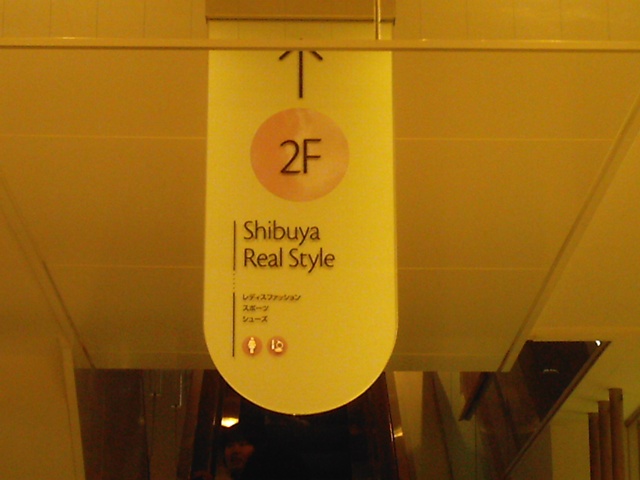 2F
Shibuya
Real Style
レディスファッション
スポーツ
シューズ